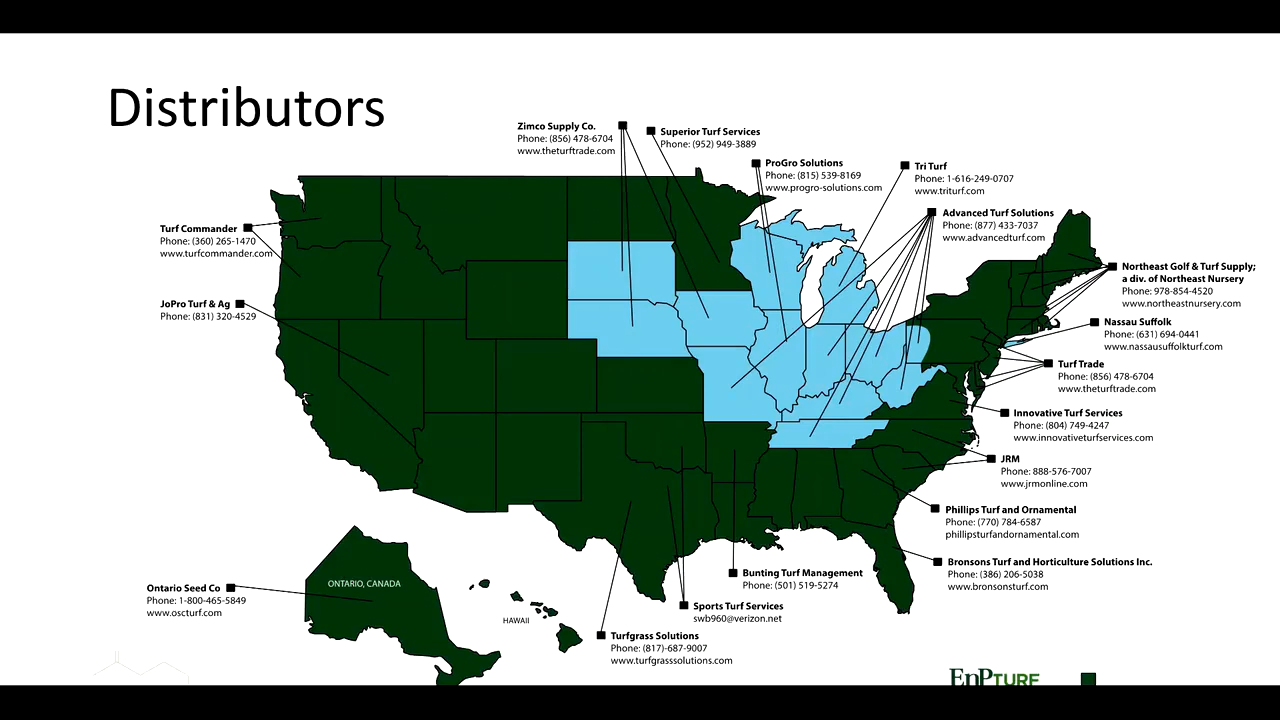 Distributors
Zimco Supply Co.
Phone: (856) 478-6704
www.theturftrade.com
Superior Turf Services
Phone: (952) 949-3889
ProGro Solutions
Phone: (815) 539-8169
www.progro-solutions.com
Tri Turf
Phone: 1-616-249-0707
www.triturf.com
Advanced Turf Solutions
Phone: (877) 433-7037
www.advancedturf.com
Turf Commander
Phone: (360) 265-1470
www.turfcommander.com
Northeast Golf & Turf Supply;
a div. of Northeast Nursery
Phone: 978-854-4520
www.northeastnursery.com
JoPro Turf & Ag
Phone: (831) 320-4529
Nassau Suffolk
Phone: (631) 694-0441
www.nassausuffolkturf.com
Turf Trade
Phone: (856) 478-6704
www.theturftrade.com
Innovative Turf Services
Phone: (804) 749-4247
www.innovativeturfservices.com
JRM
Phone: 888-576-7007
www.jrmonline.com
Phillips Turf and Ornamental
Phone: (770) 784-6587
phillipsturfandornamental.com
Bronsons Turf and Horticulture Solutions Inc.
Phone: (386) 206-5038
www.bronsonsturf.com
Bunting Turf Management
Phone: (501) 519-5274
Ontario Seed Co
Phone: 1-800-465-5849
www.oscturf.com
ONTARIO, CANADA
HAWAII
Sports Turf Services
swb960@verizon.net
Turfgrass Solutions
Phone: (817)-687-9007
www.turfgrasssolutions.com
EnPTURF